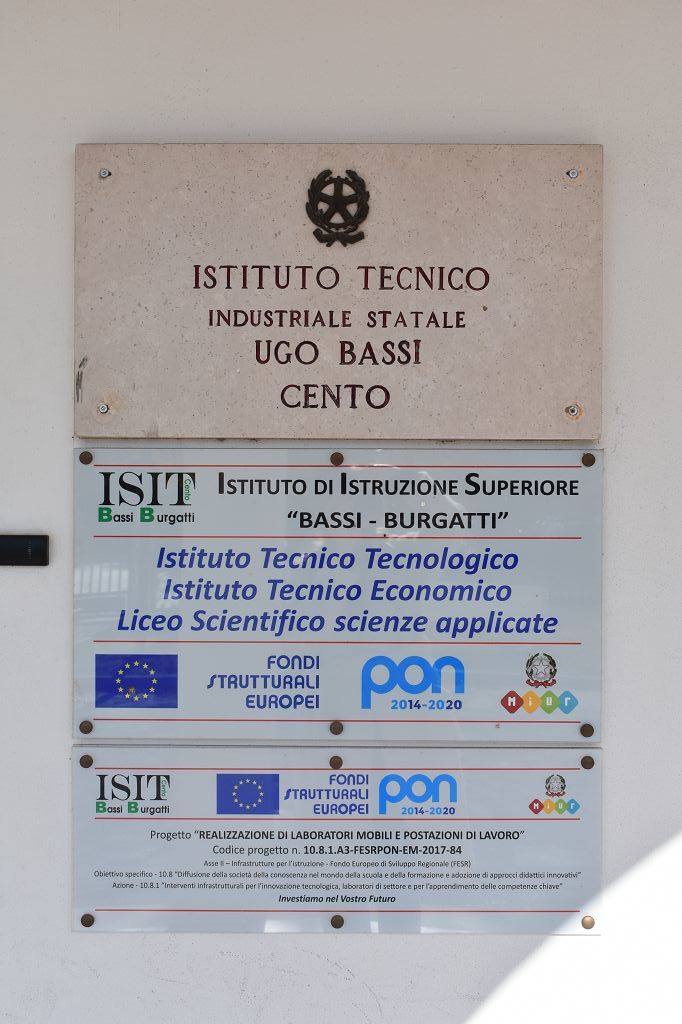 ISTITUTO TECNICO
INDUSTRIALE STATALE
UGO BASSI
CENTO
ISIT Cento
Bassi Burgatti
ISTITUTO DI ISTRUZIONE SUPERIORE
"BASSI - BURGATTI"
Istituto Tecnico Tecnologico
Istituto Tecnico Economico
Liceo Scientifico scienze applicate
FONDI
STRUTTURALI
EUROPEI
pon
2014-2020
MIUR
ISIT Cento
Bassi Burgatti
FONDI
STRUTTURALI
EUROPEI
pon
2014-2020
MIUR
Progetto "REALIZZAZIONE DI LABORATORI MOBILI E POSTAZIONI DI LAVORO"
Codice progetto n. 10.8.1.A3-FESRPON-EM-2017-84
Asse II – Infrastrutture per l'istruzione - Fondo Europeo di Sviluppo Regionale (FESR)
Obiettivo specifico - 10.8 "Diffusione della società della conoscenza nel mondo della scuola e della formazione e adozione di approcci didattici innovativi"
Azione - 10.8.1 "Interventi infrastrutturali per l'innovazione tecnologica, laboratori di settore e per l'apprendimento delle competenze chiave"
Investiamo nel Vostro Futuro